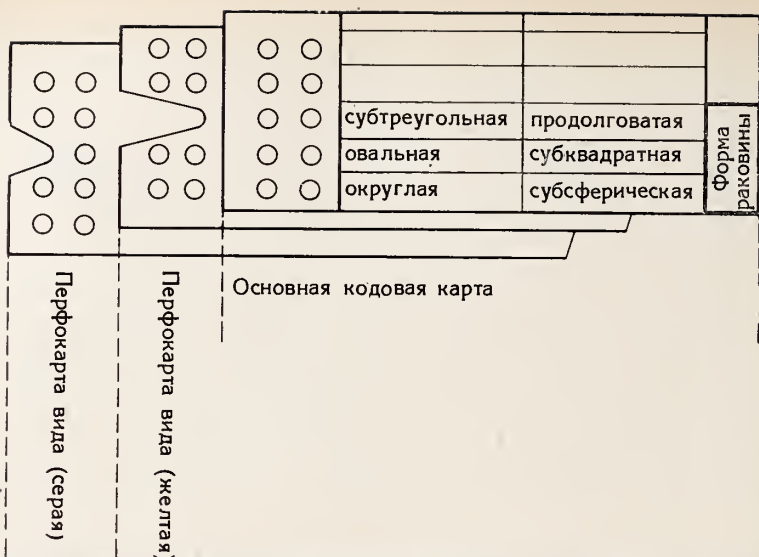 субтреугольная продолговатая
овальная субквадратная
округлая субсферическая
Форма
раковины
Основная кодовая карта
Перфокарта вида (серая)
Перфокарта вида (желтая)